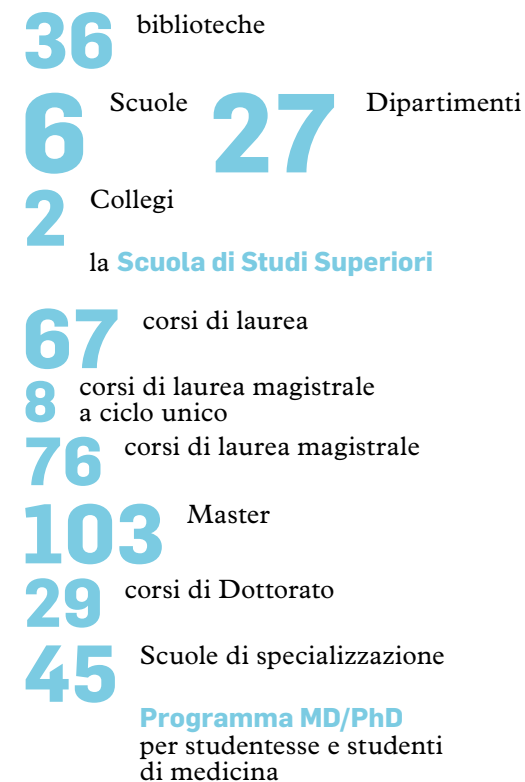 36 biblioteche
6 Scuole 27 Dipartimenti
2 Collegi
la Scuola di Studi Superiori
67 corsi di laurea
8 corsi di laurea magistrale
a ciclo unico
76 corsi di laurea magistrale
103 Master
29 corsi di Dottorato
45 Scuole di specializzazione
Programma MD/PhD
per studentesse e studenti
di medicina